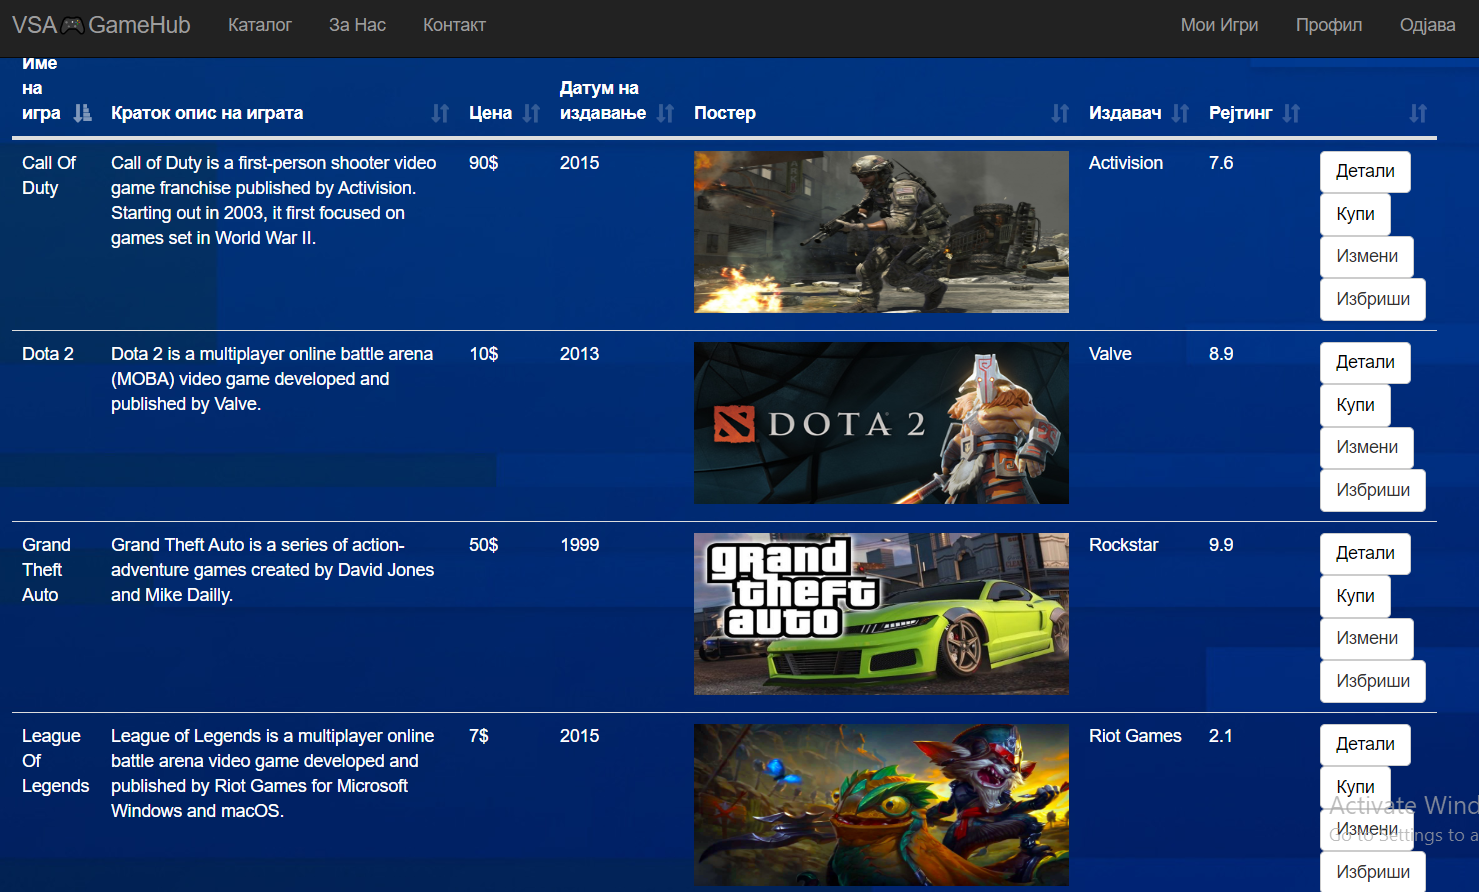 VSA🎮GameHub Каталог За Нас Контакт Мои Игри Профил Одјава
Име
на
игра
Краток опис на играта
Цена
Датум на
издавање
Постер
Издавач
Рејтинг
Call Of
Duty
Call of Duty is a first-person shooter video
game franchise published by Activision.
Starting out in 2003, it first focused on
games set in World War II.
90$
2015
Activision
7.6
Детали
Купи
Измени
Избриши
Dota 2
Dota 2 is a multiplayer online battle arena
(MOBA) video game developed and
published by Valve.
10$
2013
DOTA 2
Valve
8.9
Детали
Купи
Измени
Избриши
Grand
Theft
Auto
Grand Theft Auto is a series of action-
adventure games created by David Jones
and Mike Dailly.
50$
1999
grand
theft
auto
Rockstar
9.9
Детали
Купи
Измени
Избриши
League
Of
Legends
League of Legends is a multiplayer online
battle arena video game developed and
published by Riot Games for Microsoft
Windows and macOS.
7$
2015
Riot Games
2.1
Детали
Купи
Измени
Избриши
Activate Wind
Go to Settings to a